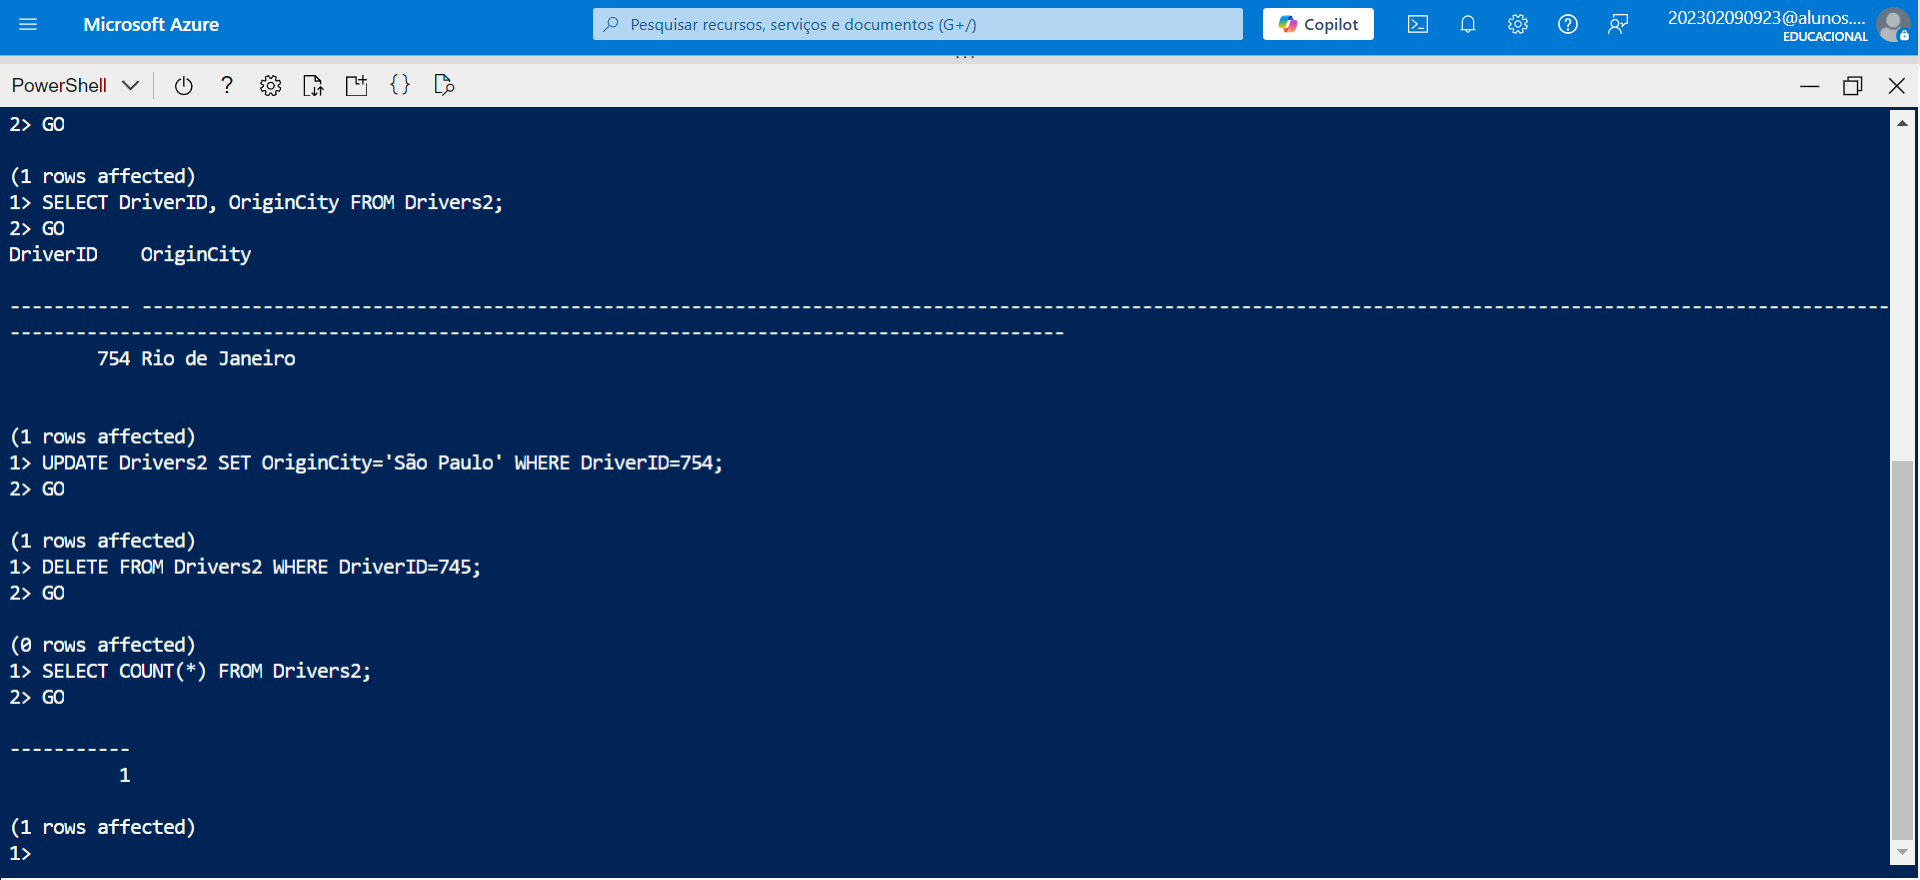 Microsoft Azure
Pesquisar recursos, serviços e documentos (G+/)
Copilot
202302090923@alunos....
EDUCACIONAL
PowerShell
2> GO
(1 rows affected)
1> SELECT DriverID, OriginCity FROM Drivers2;
2> GO
DriverID    OriginCity
----------- ---------------------------------------------------------------------------------------------------------------------------------------------------------------
------------------------------------------------------------------------------------------------
        754 Rio de Janeiro
(1 rows affected)
1> UPDATE Drivers2 SET OriginCity='São Paulo' WHERE DriverID=754;
2> GO
(1 rows affected)
1> DELETE FROM Drivers2 WHERE DriverID=745;
2> GO
(0 rows affected)
1> SELECT COUNT(*) FROM Drivers2;
2> GO
-----------
          1
(1 rows affected)
1>